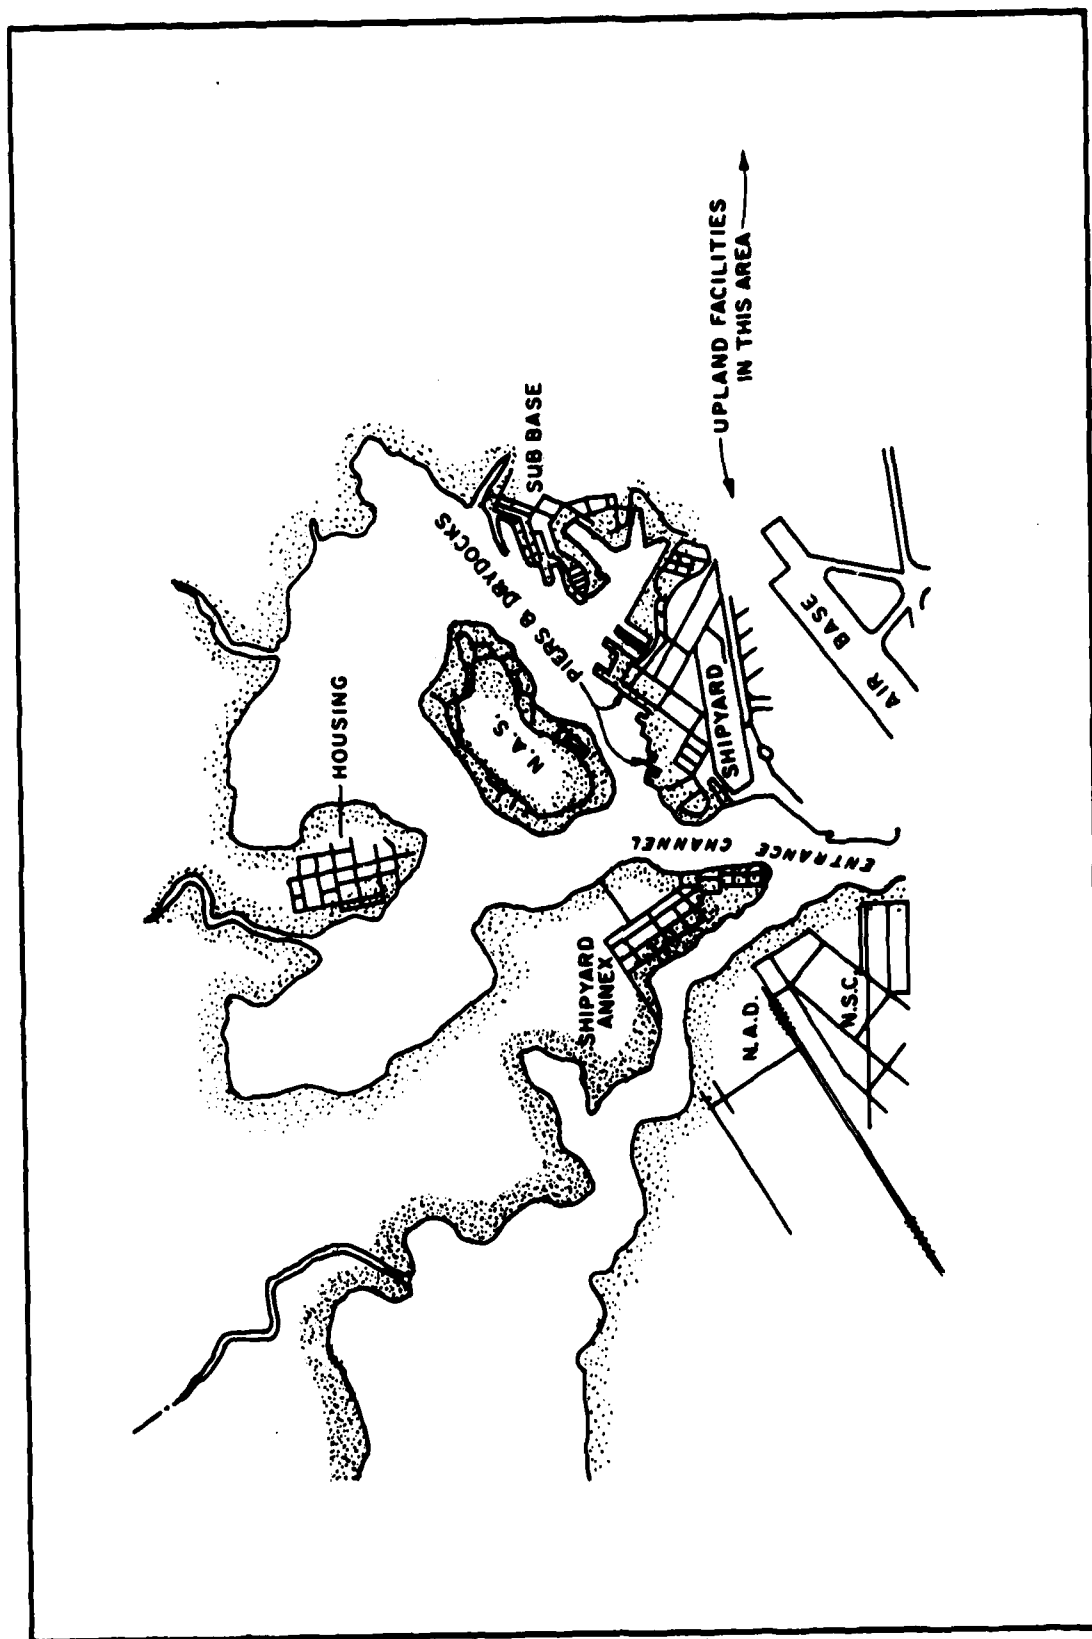 HOUSING
N.A.S.
SUB BASE
PIERS & DRYDOCKS
UPLAND FACILITIES
IN THIS AREA
SHIPYARD
ANNEX
ENTRANCE CHANNEL
SHIPYARD
AIR BASE
N.A.D.
N.S.C.